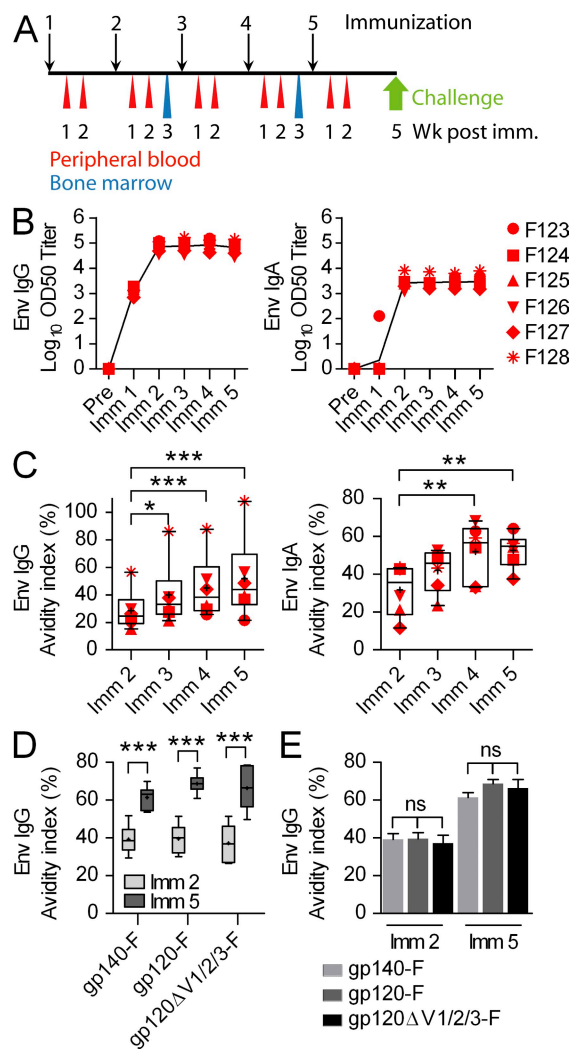 A
1 2 3 4 5 Immunization
Challenge
1 2 1 2 3 1 2 1 2 3 1 2 5 Wk post imm.
Peripheral blood
Bone marrow
B
Env IgG
Log10 OD50 Titer
6
5
4
3
2
1
0
Pre
Imm 1
Imm 2
Imm 3
Imm 4
Imm 5
Env IgA
Log10 OD50 Titer
6
5
4
3
2
1
0
Pre
Imm 1
Imm 2
Imm 3
Imm 4
Imm 5
F123
F124
F125
F126
F127
F128
C
Env IgG
Avidity index (%)
100
80
60
40
20
0
***
***
*
Imm 2
Imm 3
Imm 4
Imm 5
Env IgA
Avidity index (%)
80
60
40
20
0
**
**
Imm 2
Imm 3
Imm 4
Imm 5
D
Env IgG
Avidity index (%)
80
60
40
20
0
*** *** ***
Imm 2
Imm 5
gp140-F
gp120-F
gp120ΔV1/2/3-F
E
Env IgG
Avidity index (%)
80
60
40
20
0
ns
ns
Imm 2 Imm 5
gp140-F
gp120-F
gp120ΔV1/2/3-F